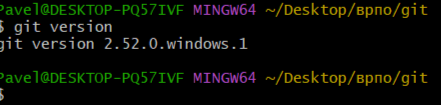 Pavel@DESKTOP-PQ57IVF MINGW64 ~/Desktop/врпо/git
$ git version
git version 2.52.0.windows.1
Pavel@DESKTOP-PQ57IVF MINGW64 ~/Desktop/врпо/git
$